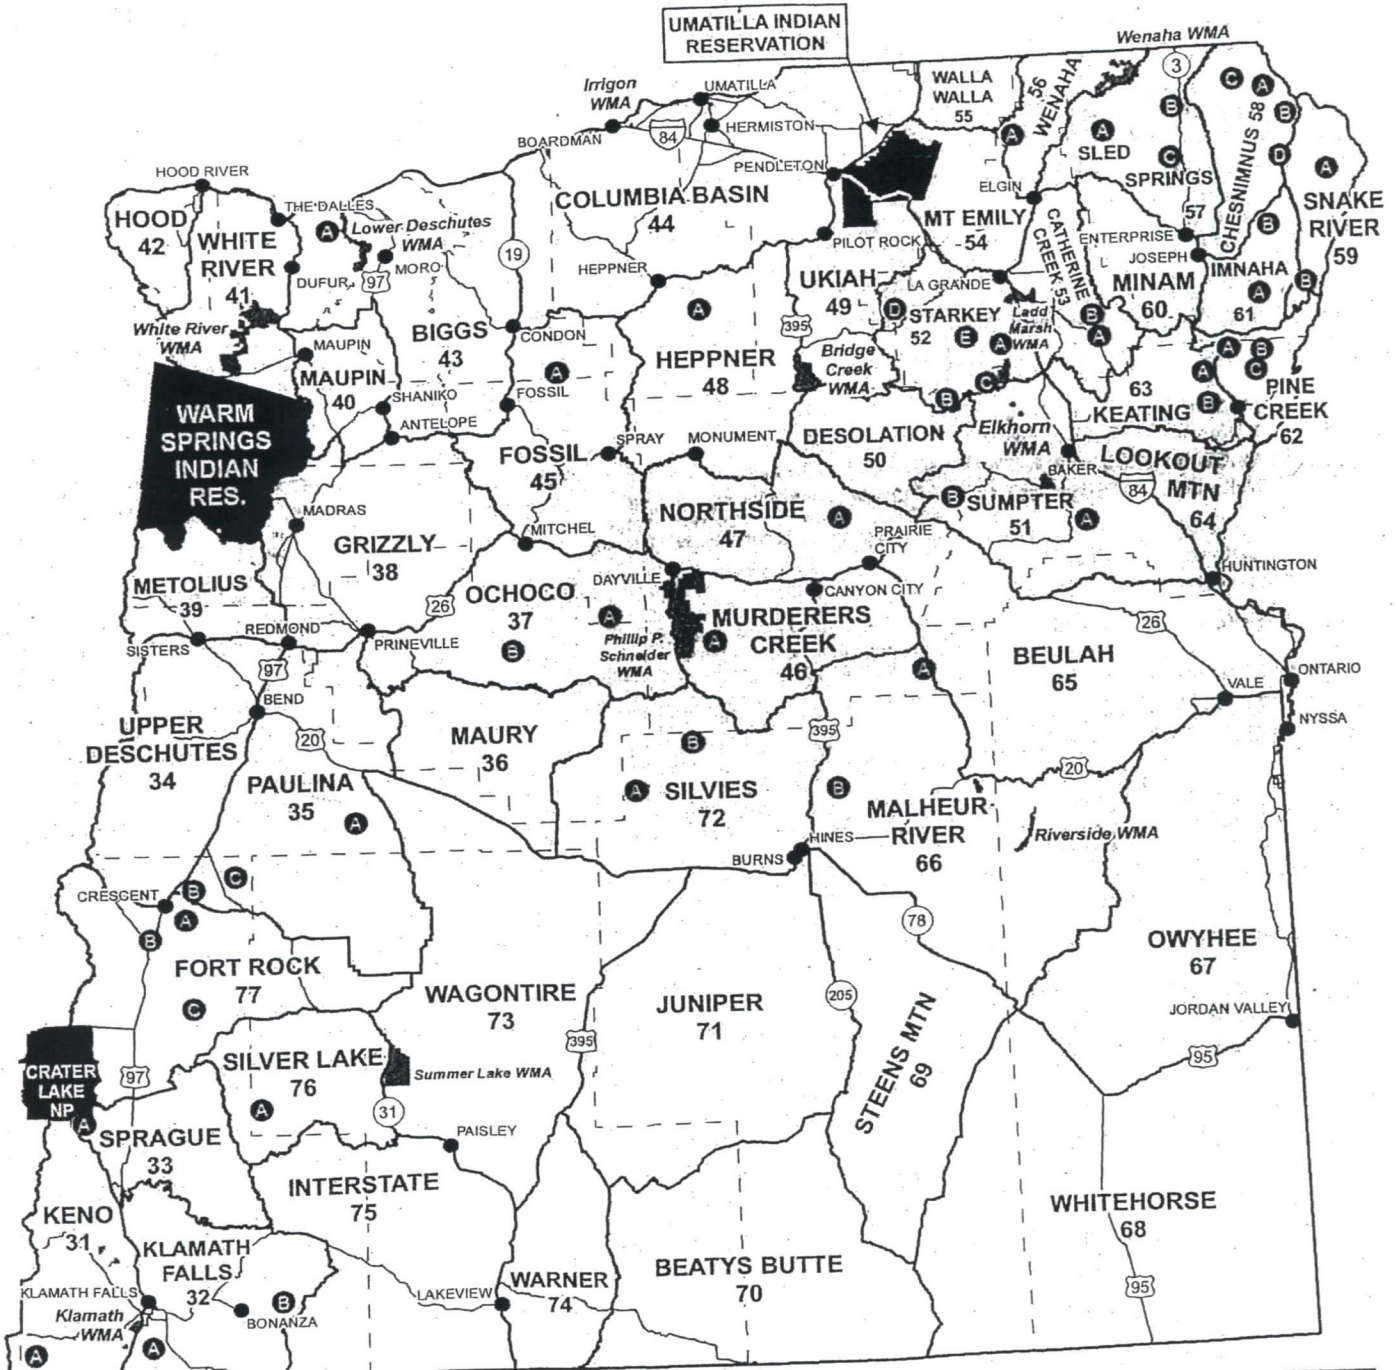 UMATILLA INDIAN
RESERVATION
Wenaha WMA
3
Irrigon
WMA
UMATILLA
WALLA
WALLA
55
56
WENAHA
C
A
B
B
A
A
84
HERMISTON
BOARDMAN
CHESNIMNUS 58
SLED
SPRINGS
57
C
D
A
PENDLETON
HOOD RIVER
ELGIN
COLUMBIA BASIN
44
SNAKE
RIVER
59
HOOD
42
THE DALLES
A
Lower Deschutes
WMA
WHITE
RIVER
41
MT EMILY
54
CATHERINE
CREEK 53
ENTERPRISE
B
PILOT ROCK
19
JOSEPH
MORO
97
DUFUR
HEPPNER
UKIAH
49
LA GRANDE
MINAM
60
IMNAHA
61
A
B
White River
WMA
A
D
STARKEY
52
E
A
Ladd
Marsh
WMA
B
A
395
BIGGS
43
CONDON
MAUPIN
HEPPNER
48
Bridge
Creek
WMA
A
B
C
A
A
MAUPIN
40
C
B
63
KEATING
B
PINE
CREEK
62
SHANIKO
FOSSIL
ANTELOPE
WARM
SPRINGS
INDIAN
RES.
SPRAY
MONUMENT
DESOLATION
50
Elkhorn
WMA
FOSSIL
45
BAKER
LOOKOUT
MTN
64
84
B
SUMPTER
51
A
MADRAS
NORTHSIDE
47
A
MITCHEL
PRAIRIE
CITY
GRIZZLY
38
METOLIUS
39
DAYVILLE
HUNTINGTON
OCHOCO
37
CANYON CITY
26
A
B
MURDERERS
CREEK
46
A
26
REDMOND
SISTERS
PRINEVILLE
Phillip P.
Schneider
WMA
BEULAH
65
A
97
ONTARIO
VALE
BEND
NYSSA
UPPER
DESCHUTES
34
20
MAURY
36
395
B
20
PAULINA
35
A
A
SILVIES
72
B
MALHEUR
RIVER
66
HINES
BURNS
Riverside WMA
C
CRESCENT
B
A
B
78
OWYHEE
67
FORT ROCK
77
C
WAGONTIRE
73
JUNIPER
71
205
JORDAN VALLEY
STEENS MTN
69
395
95
CRATER
LAKE
NP
97
SILVER LAKE
76
Summer Lake WMA
A
31
A
PAISLEY
SPRAGUE
33
INTERSTATE
75
WHITEHORSE
68
KENO
31
KLAMATH
FALLS
32
BEATYS BUTTE
70
WARNER
74
95
KLAMATH FALLS
LAKEVIEW
B
Klamath
WMA
BONANZA
A
A